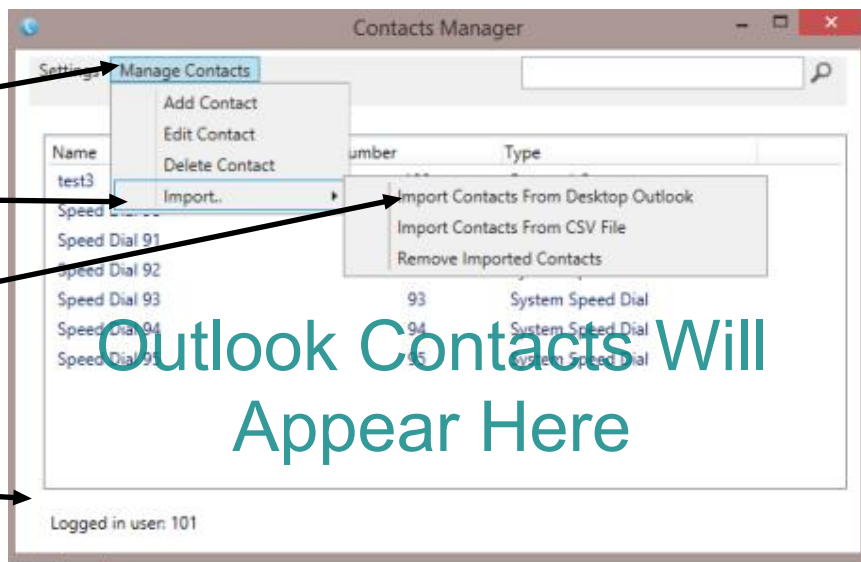 Contacts Manager
Settings Manage Contacts
Add Contact
Edit Contact
Delete Contact
Import..
Import Contacts From Desktop Outlook
Import Contacts From CSV File
Remove Imported Contacts
Name Type
test3
Speed
Speed Dial 91
Speed Dial 92
Speed Dial 93 93 System Speed Dial
Speed Dial 94 94 System Speed Dial
Speed Dial 95 95 System Speed Dial
Outlook Contacts Will
Appear Here
Logged in user: 101